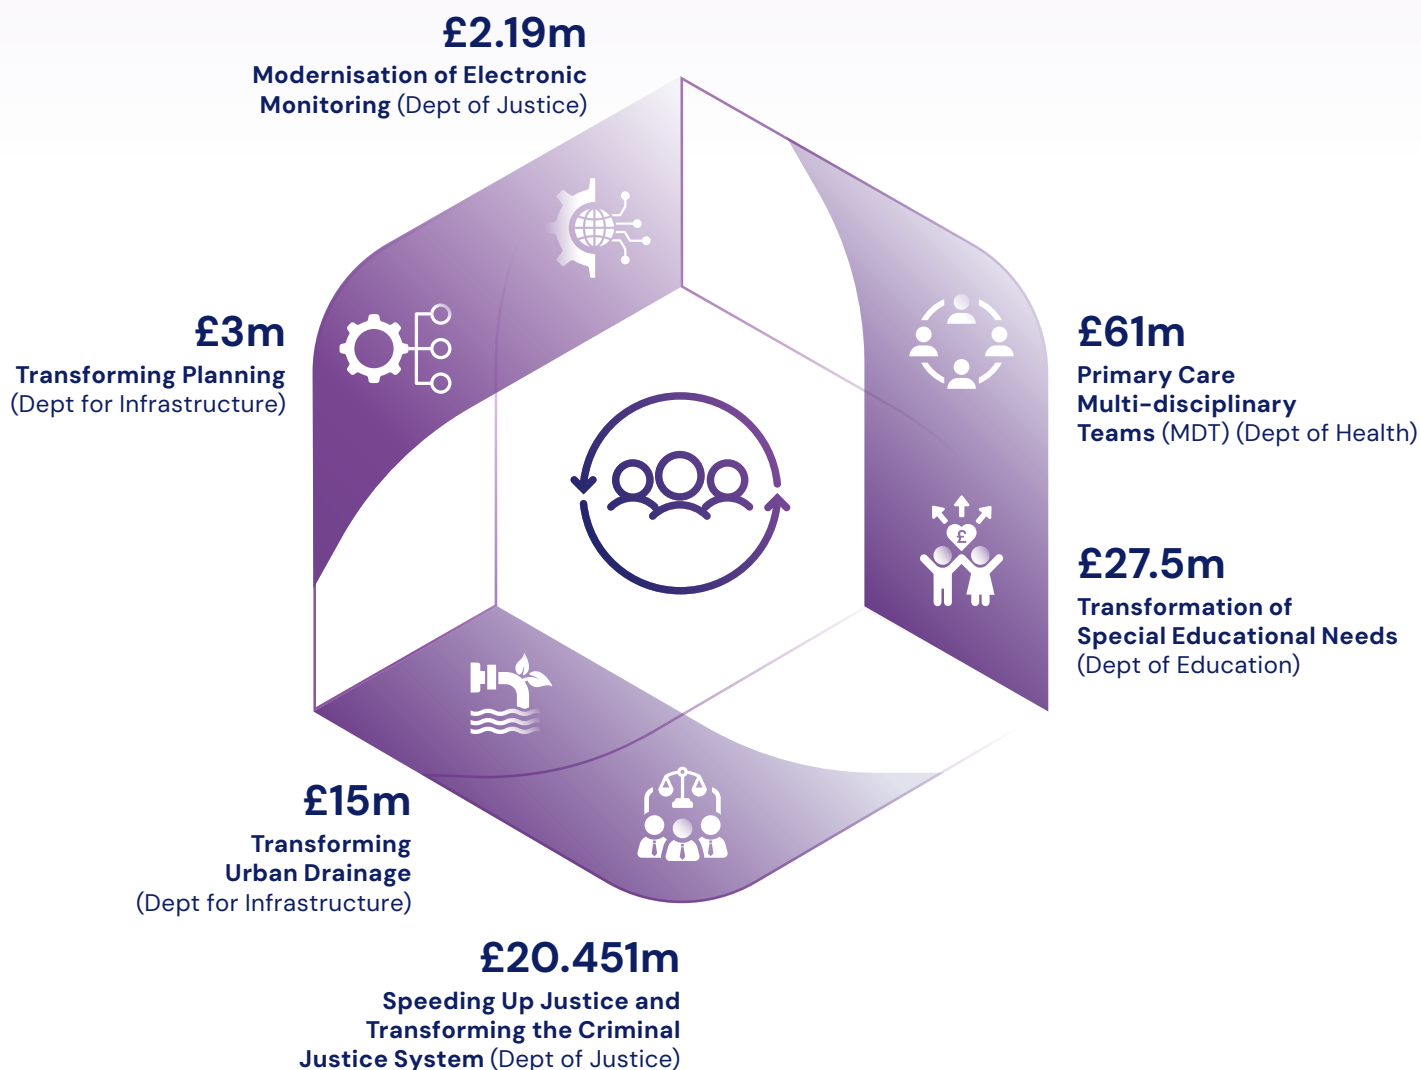 £2.19m
Modernisation of Electronic
Monitoring (Dept of Justice)
£3m
Transforming Planning
(Dept for Infrastructure)
£61m
Primary Care
Multi-disciplinary
Teams (MDT) (Dept of Health)
£
£27.5m
Transformation of
Special Educational Needs
(Dept of Education)
£15m
Transforming
Urban Drainage
(Dept for Infrastructure)
£20.451m
Speeding Up Justice and
Transforming the Criminal
Justice System (Dept of Justice)